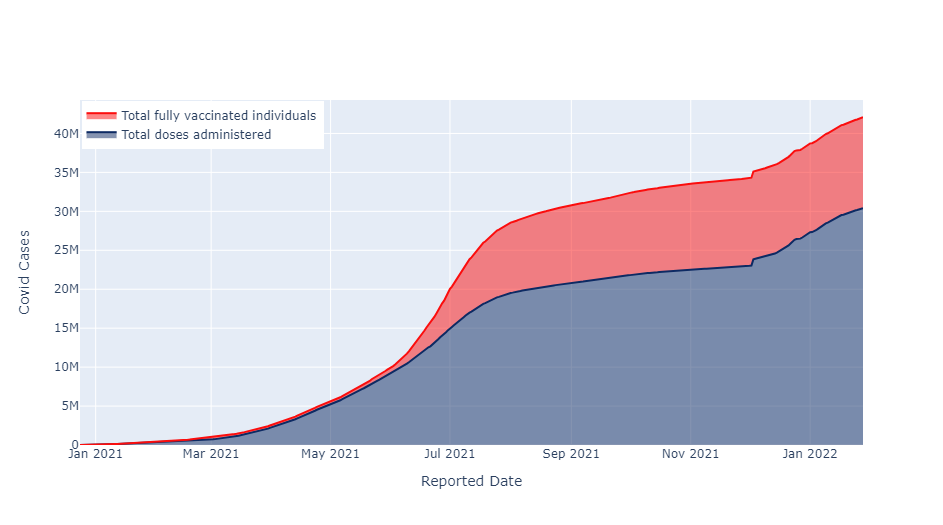 Total fully vaccinated individuals
Total doses administered
40M
35M
30M
25M
20M
15M
10M
5M
0
Covid Cases
Jan 2021 Mar 2021 May 2021 Jul 2021 Sep 2021 Nov 2021 Jan 2022
Reported Date